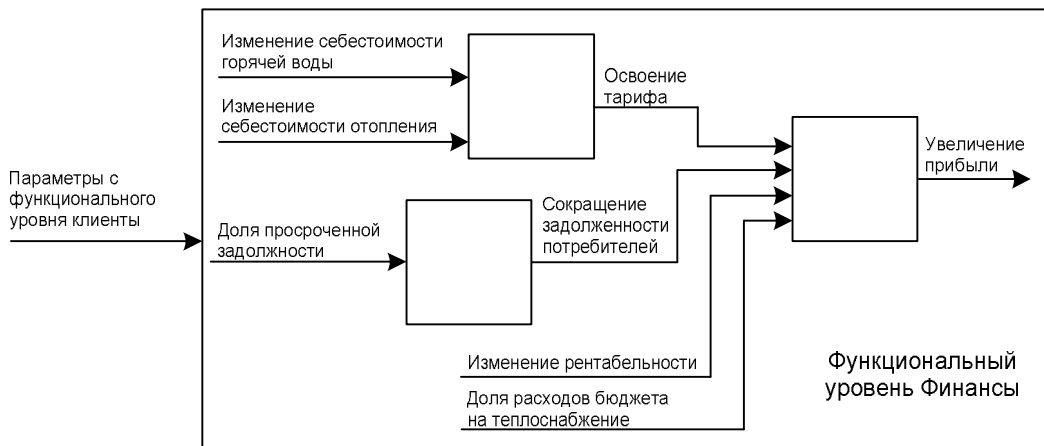 Изменение себестоимости
горячей воды
Изменение
себестоимости отопления
Освоение
тарифа
Увеличение
прибыли
Параметры с
функционального
уровня клиенты
Доля просроченной
задолжности
Сокращение
задолженности
потребителей
Изменение рентабельности
Доля расходов бюджета
на теплоснабжение
Функциональный
уровень Финансы